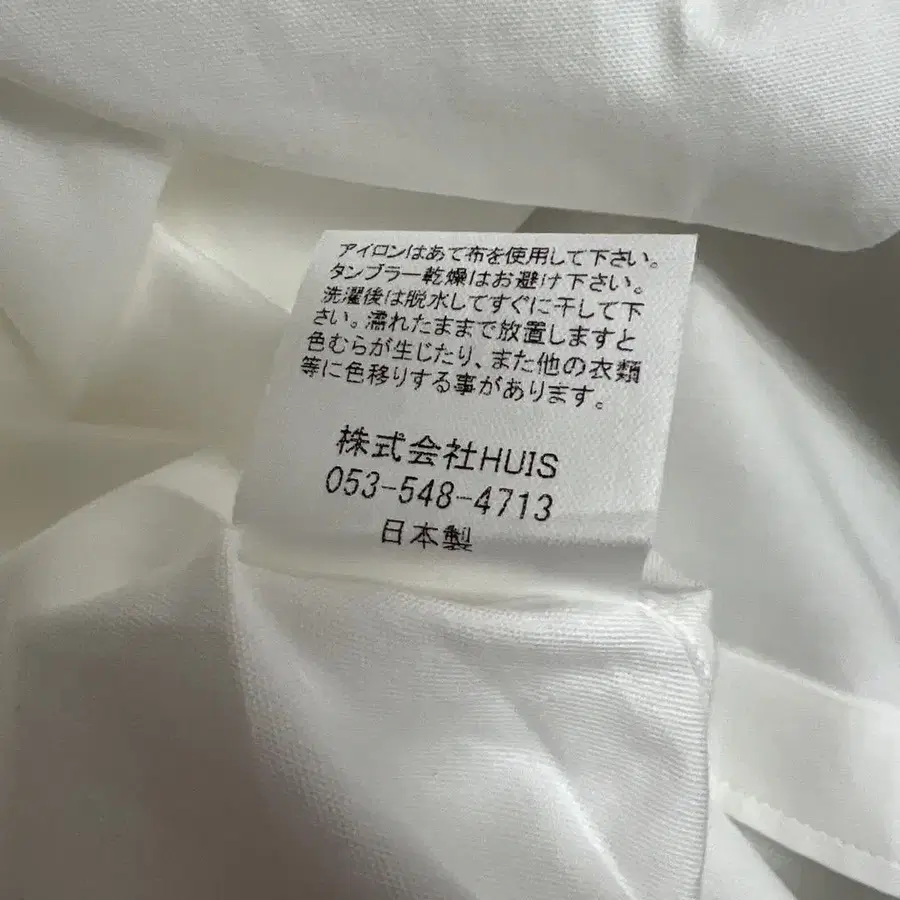 アイロンはあて布を使用して下さい。
タンブラー乾燥はお避け下さい。
洗濯後は脱水してすぐに干して下
さい。濡れたままで放置しますと
色むらが生じたり、また他の衣類
等に色移りする事があります。
株式会社HUIS
053-548-4713
日本製